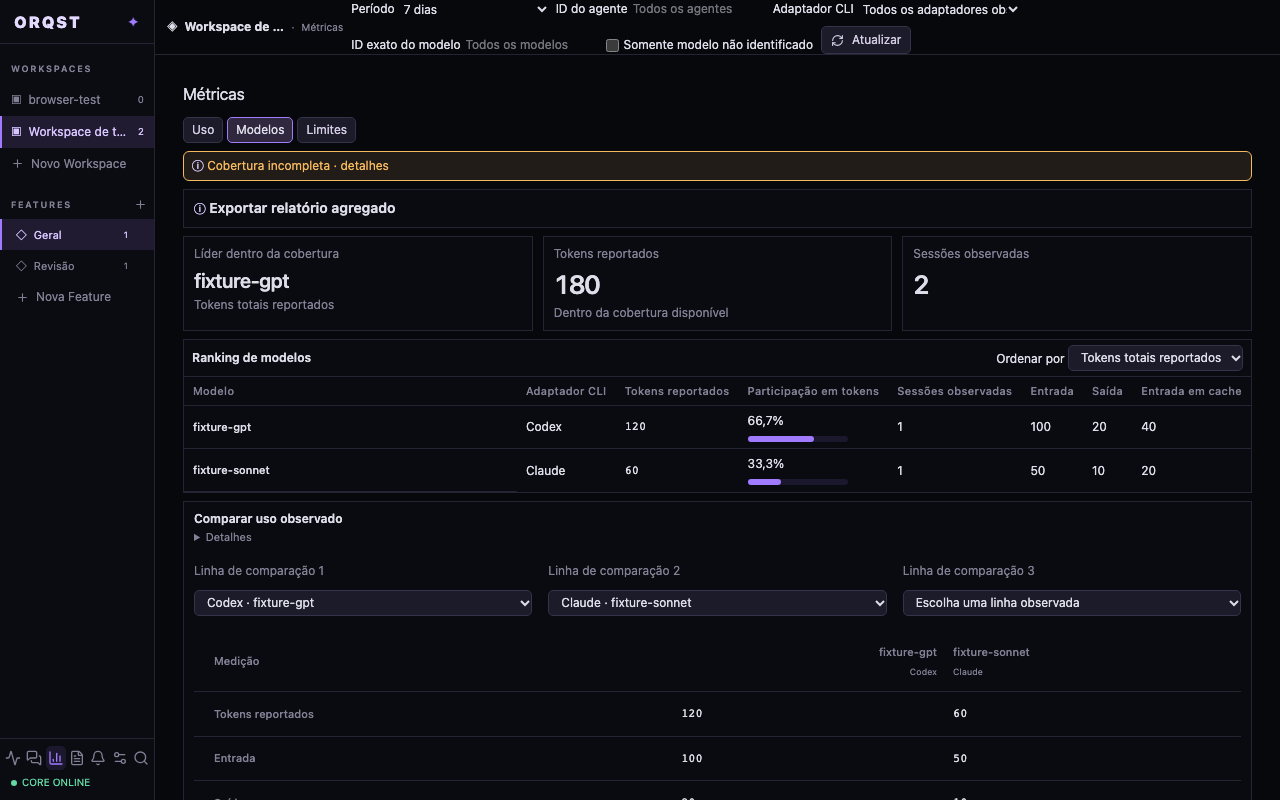 ORQST
WORKSPACES
browser-test 0
Workspace de t... 2
Novo Workspace
FEATURES
Geral 1
Revisão 1
Nova Feature
CORE ONLINE
Workspace de ... · Métricas
Período 7 dias ID do agente Todos os agentes Adaptador CLI Todos os adaptadores ob
ID exato do modelo Todos os modelos Somente modelo não identificado Atualizar
Métricas
Uso Modelos Limites
Cobertura incompleta · detalhes
Exportar relatório agregado
Líder dentro da cobertura
fixture-gpt
Tokens totais reportados
Tokens reportados
180
Dentro da cobertura disponível
Sessões observadas
2
Ranking de modelos Ordenar por Tokens totais reportados
Modelo Adaptador CLI Tokens reportados Participação em tokens Sessões observadas Entrada Saída Entrada em cache
fixture-gpt Codex 120 66,7% 1 100 20 40
fixture-sonnet Claude 60 33,3% 1 50 10 20
Comparar uso observado
Detalhes
Linha de comparação 1 Linha de comparação 2 Linha de comparação 3
Codex · fixture-gpt Claude · fixture-sonnet Escolha uma linha observada
Medição fixture-gpt fixture-sonnet
Codex Claude
Tokens reportados 120 60
Entrada 100 50